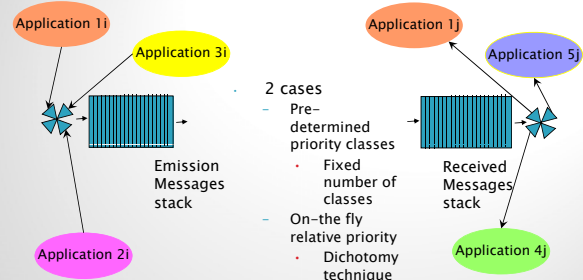 Application 1i
Application 3i
Emission
Messages
stack
Application 2i
· 2 cases
– Pre-
determined
priority classes
• Fixed
number of
classes
– On-the fly
relative priority
• Dichotomy
technique
Application 1j
Application 5j
Received
Messages
stack
Application 4j